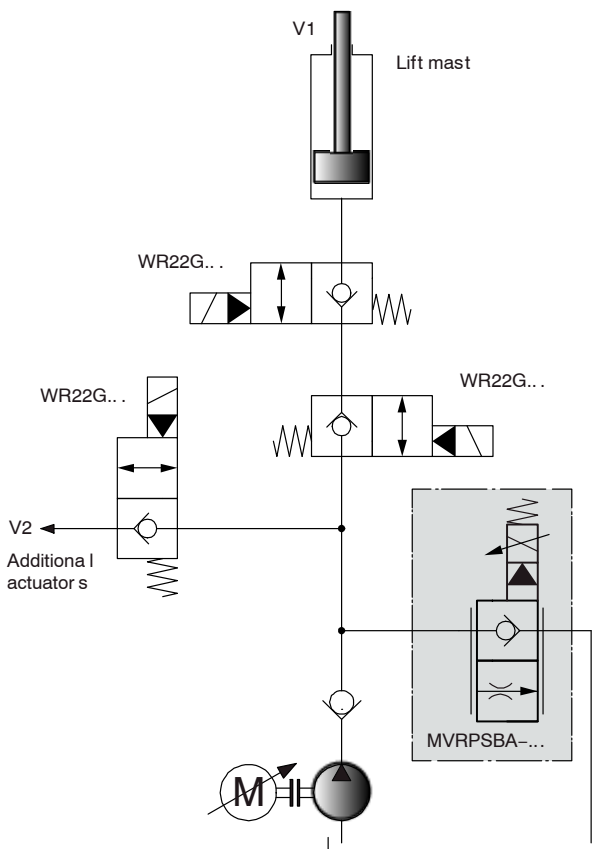 V1
Lift mast
WR22G.. .
WR22G.. .
WR22G.. .
V2
Additiona l
actuator s
MVRPSBA–...
M